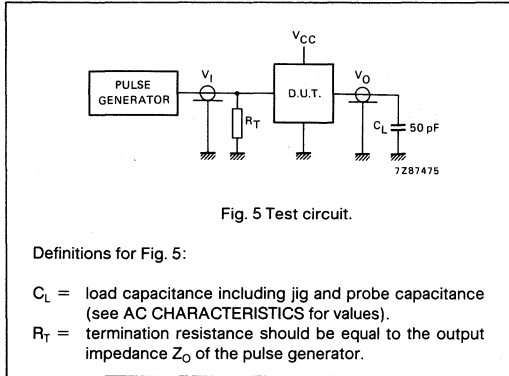 VCC
PULSE
GENERATOR
VI
D.U.T.
VO
RT
CL
50 pF
7Z87475
Fig. 5 Test circuit.
Definitions for Fig. 5:
CL = load capacitance including jig and probe capacitance
(see AC CHARACTERISTICS for values).
RT = termination resistance should be equal to the output
impedance ZO of the pulse generator.